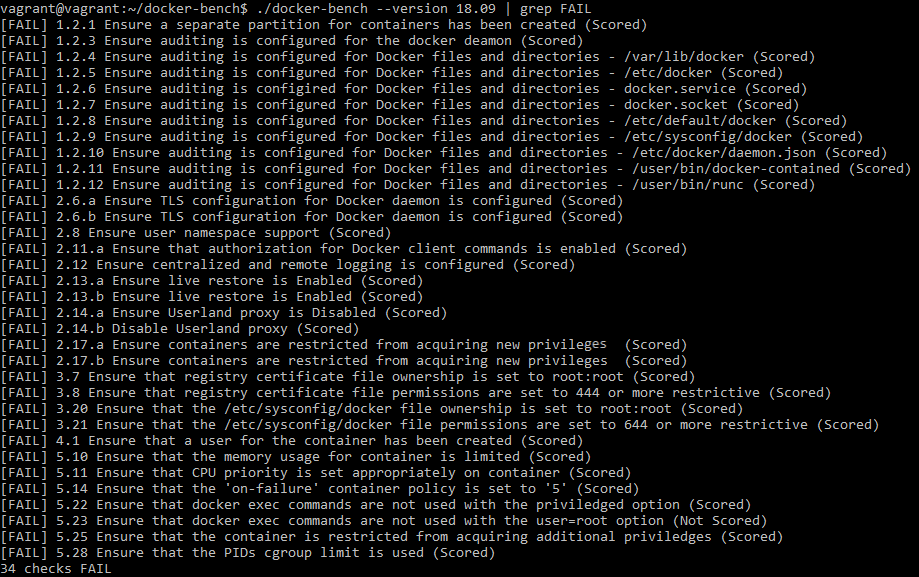 vagrant@vagrant:~/docker-bench$ ./docker-bench --version 18.09 | grep FAIL
[FAIL] 1.2.1 Ensure a separate partition for containers has been created (Scored)
[FAIL] 1.2.3 Ensure auditing is configured for the docker deamon (Scored)
[FAIL] 1.2.4 Ensure auditing is configured for Docker files and directories - /var/lib/docker (Scored)
[FAIL] 1.2.5 Ensure auditing is configured for Docker files and directories - /etc/docker (Scored)
[FAIL] 1.2.6 Ensure auditing is configured for Docker files and directories - docker.service (Scored)
[FAIL] 1.2.7 Ensure auditing is configured for Docker files and directories - docker.socket (Scored)
[FAIL] 1.2.8 Ensure auditing is configured for Docker files and directories - /etc/default/docker (Scored)
[FAIL] 1.2.9 Ensure auditing is configured for Docker files and directories - /etc/sysconfig/docker (Scored)
[FAIL] 1.2.10 Ensure auditing is configured for Docker files and directories - /etc/docker/daemon.json (Scored)
[FAIL] 1.2.11 Ensure auditing is configured for Docker files and directories - /user/bin/docker-contained (Scored)
[FAIL] 1.2.12 Ensure auditing is configured for Docker files and directories - /user/bin/runc (Scored)
[FAIL] 2.6.a Ensure TLS configuration for Docker daemon is configured (Scored)
[FAIL] 2.6.b Ensure TLS configuration for Docker daemon is configured (Scored)
[FAIL] 2.8 Ensure user namespace support (Scored)
[FAIL] 2.11.a Ensure that authorization for Docker client commands is enabled (Scored)
[FAIL] 2.12 Ensure centralized and remote logging is configured (Scored)
[FAIL] 2.13.a Ensure live restore is Enabled (Scored)
[FAIL] 2.13.b Ensure live restore is Enabled (Scored)
[FAIL] 2.14.a Ensure Userland proxy is Disabled (Scored)
[FAIL] 2.14.b Disable Userland proxy (Scored)
[FAIL] 2.17.a Ensure containers are restricted from acquiring new privileges  (Scored)
[FAIL] 2.17.b Ensure containers are restricted from acquiring new privileges  (Scored)
[FAIL] 3.7 Ensure that registry certificate file ownership is set to root:root (Scored)
[FAIL] 3.8 Ensure that registry certificate file permissions are set to 444 or more restrictive (Scored)
[FAIL] 3.20 Ensure that the /etc/sysconfig/docker file ownership is set to root:root (Scored)
[FAIL] 3.21 Ensure that the /etc/sysconfig/docker file permissions are set to 644 or more restrictive (Scored)
[FAIL] 4.1 Ensure that a user for the container has been created (Scored)
[FAIL] 5.10 Ensure that the memory usage for container is limited (Scored)
[FAIL] 5.11 Ensure that CPU priority is set appropriately on container (Scored)
[FAIL] 5.14 Ensure that the 'on-failure' container policy is set to '5' (Scored)
[FAIL] 5.22 Ensure that docker exec commands are not used with the priviledged option (Scored)
[FAIL] 5.23 Ensure that docker exec commands are not used with the user=root option (Not Scored)
[FAIL] 5.25 Ensure that the container is restricted from acquiring additional priviledges (Scored)
[FAIL] 5.28 Ensure that the PIDs cgroup limit is used (Scored)
34 checks FAIL